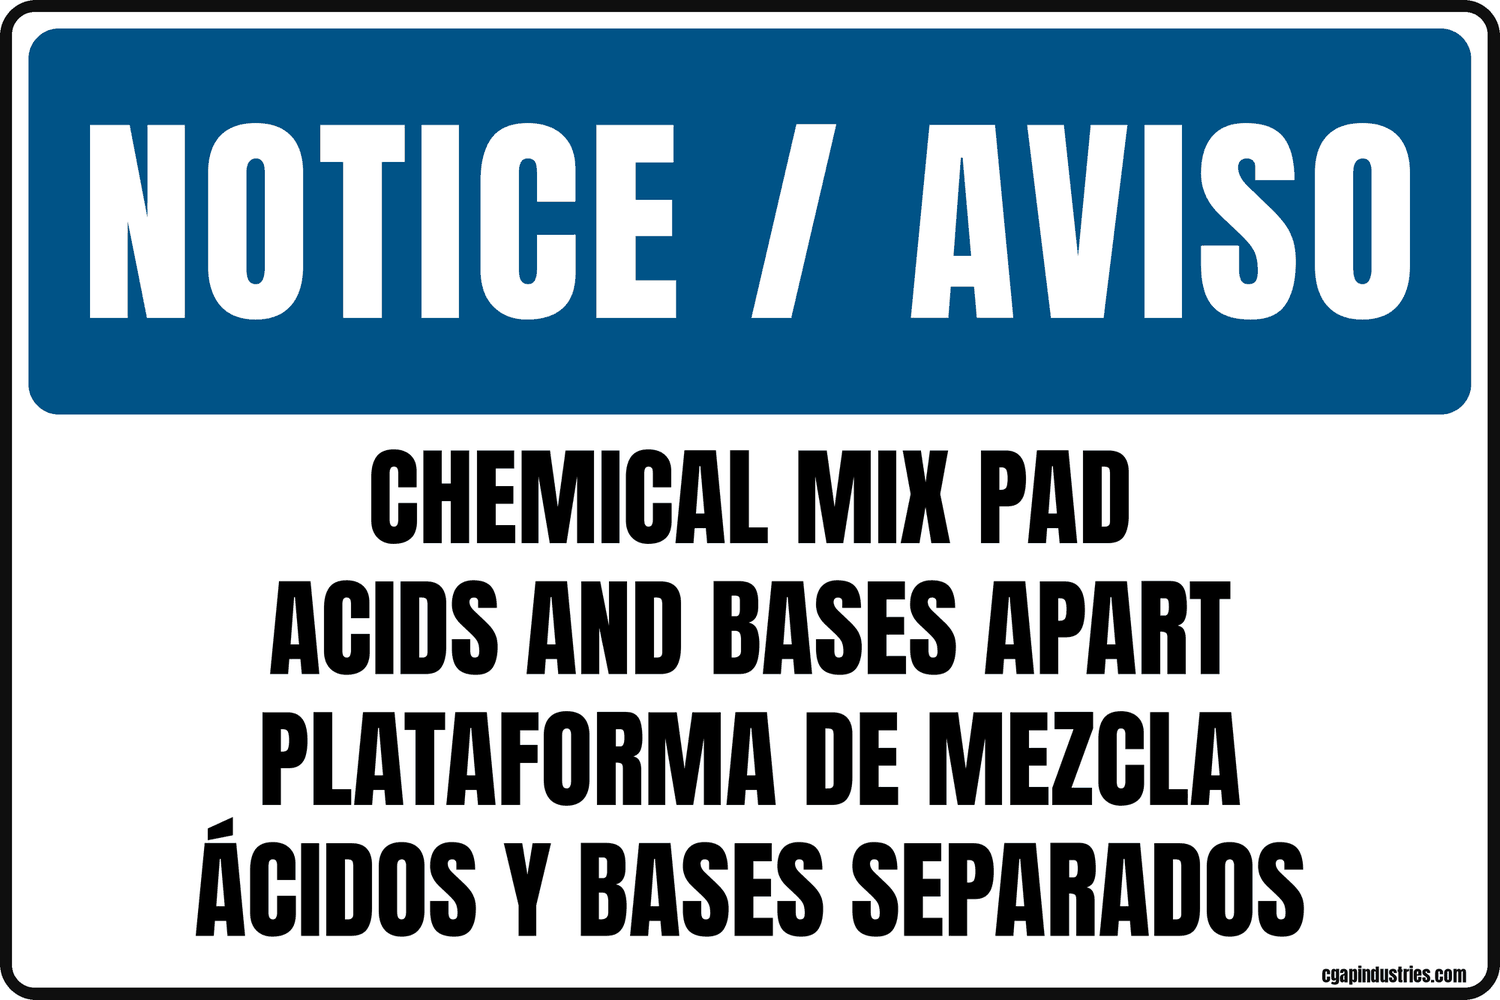 NOTICE / AVISO
CHEMICAL MIX PAD
ACIDS AND BASES APART
PLATAFORMA DE MEZCLA
ÁCIDOS Y BASES SEPARADOS
cgapindustries.com